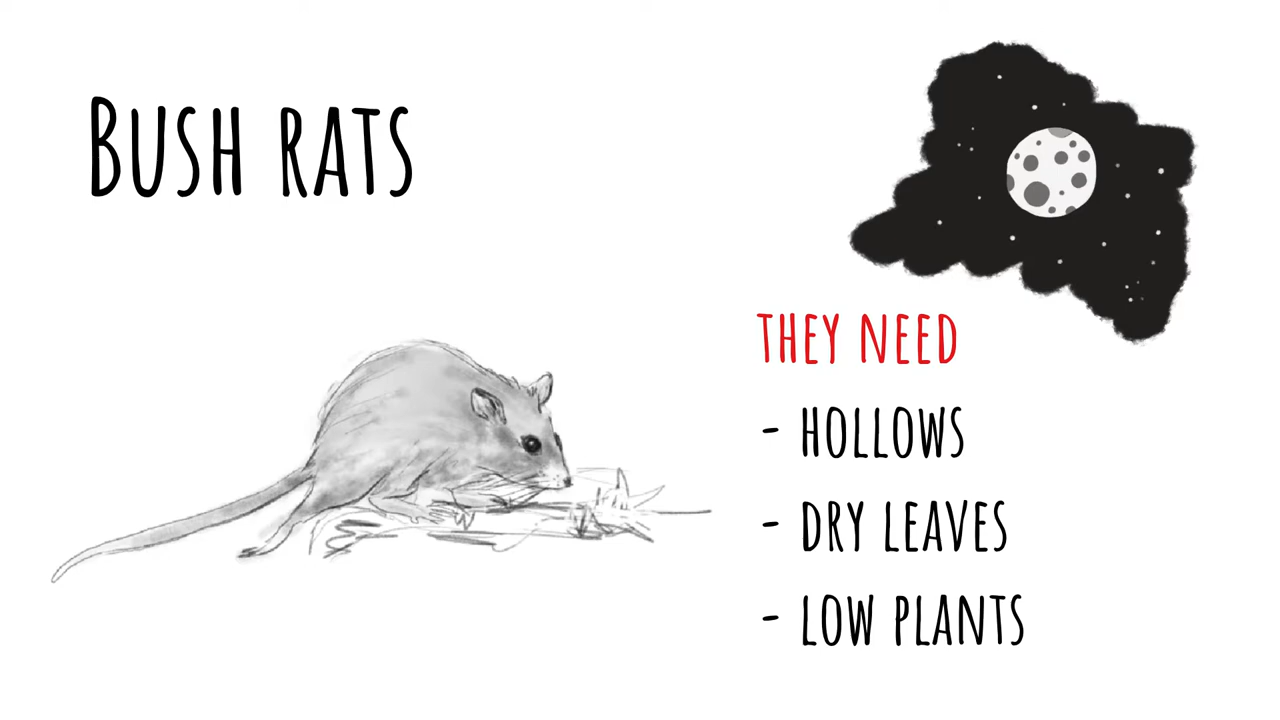 BUSH RATS
THEY NEED
- HOLLOWS
- DRY LEAVES
- LOW PLANTS